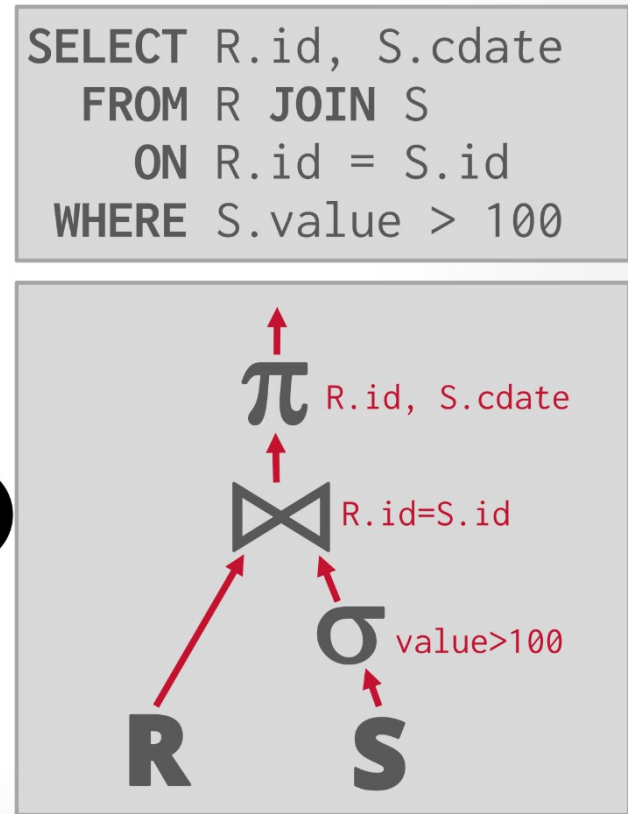 SELECT R.id, S.cdate
FROM R JOIN S
ON R.id = S.id
WHERE S.value > 100
π R.id, S.cdate
⋈ R.id=S.id
σ value>100
R S